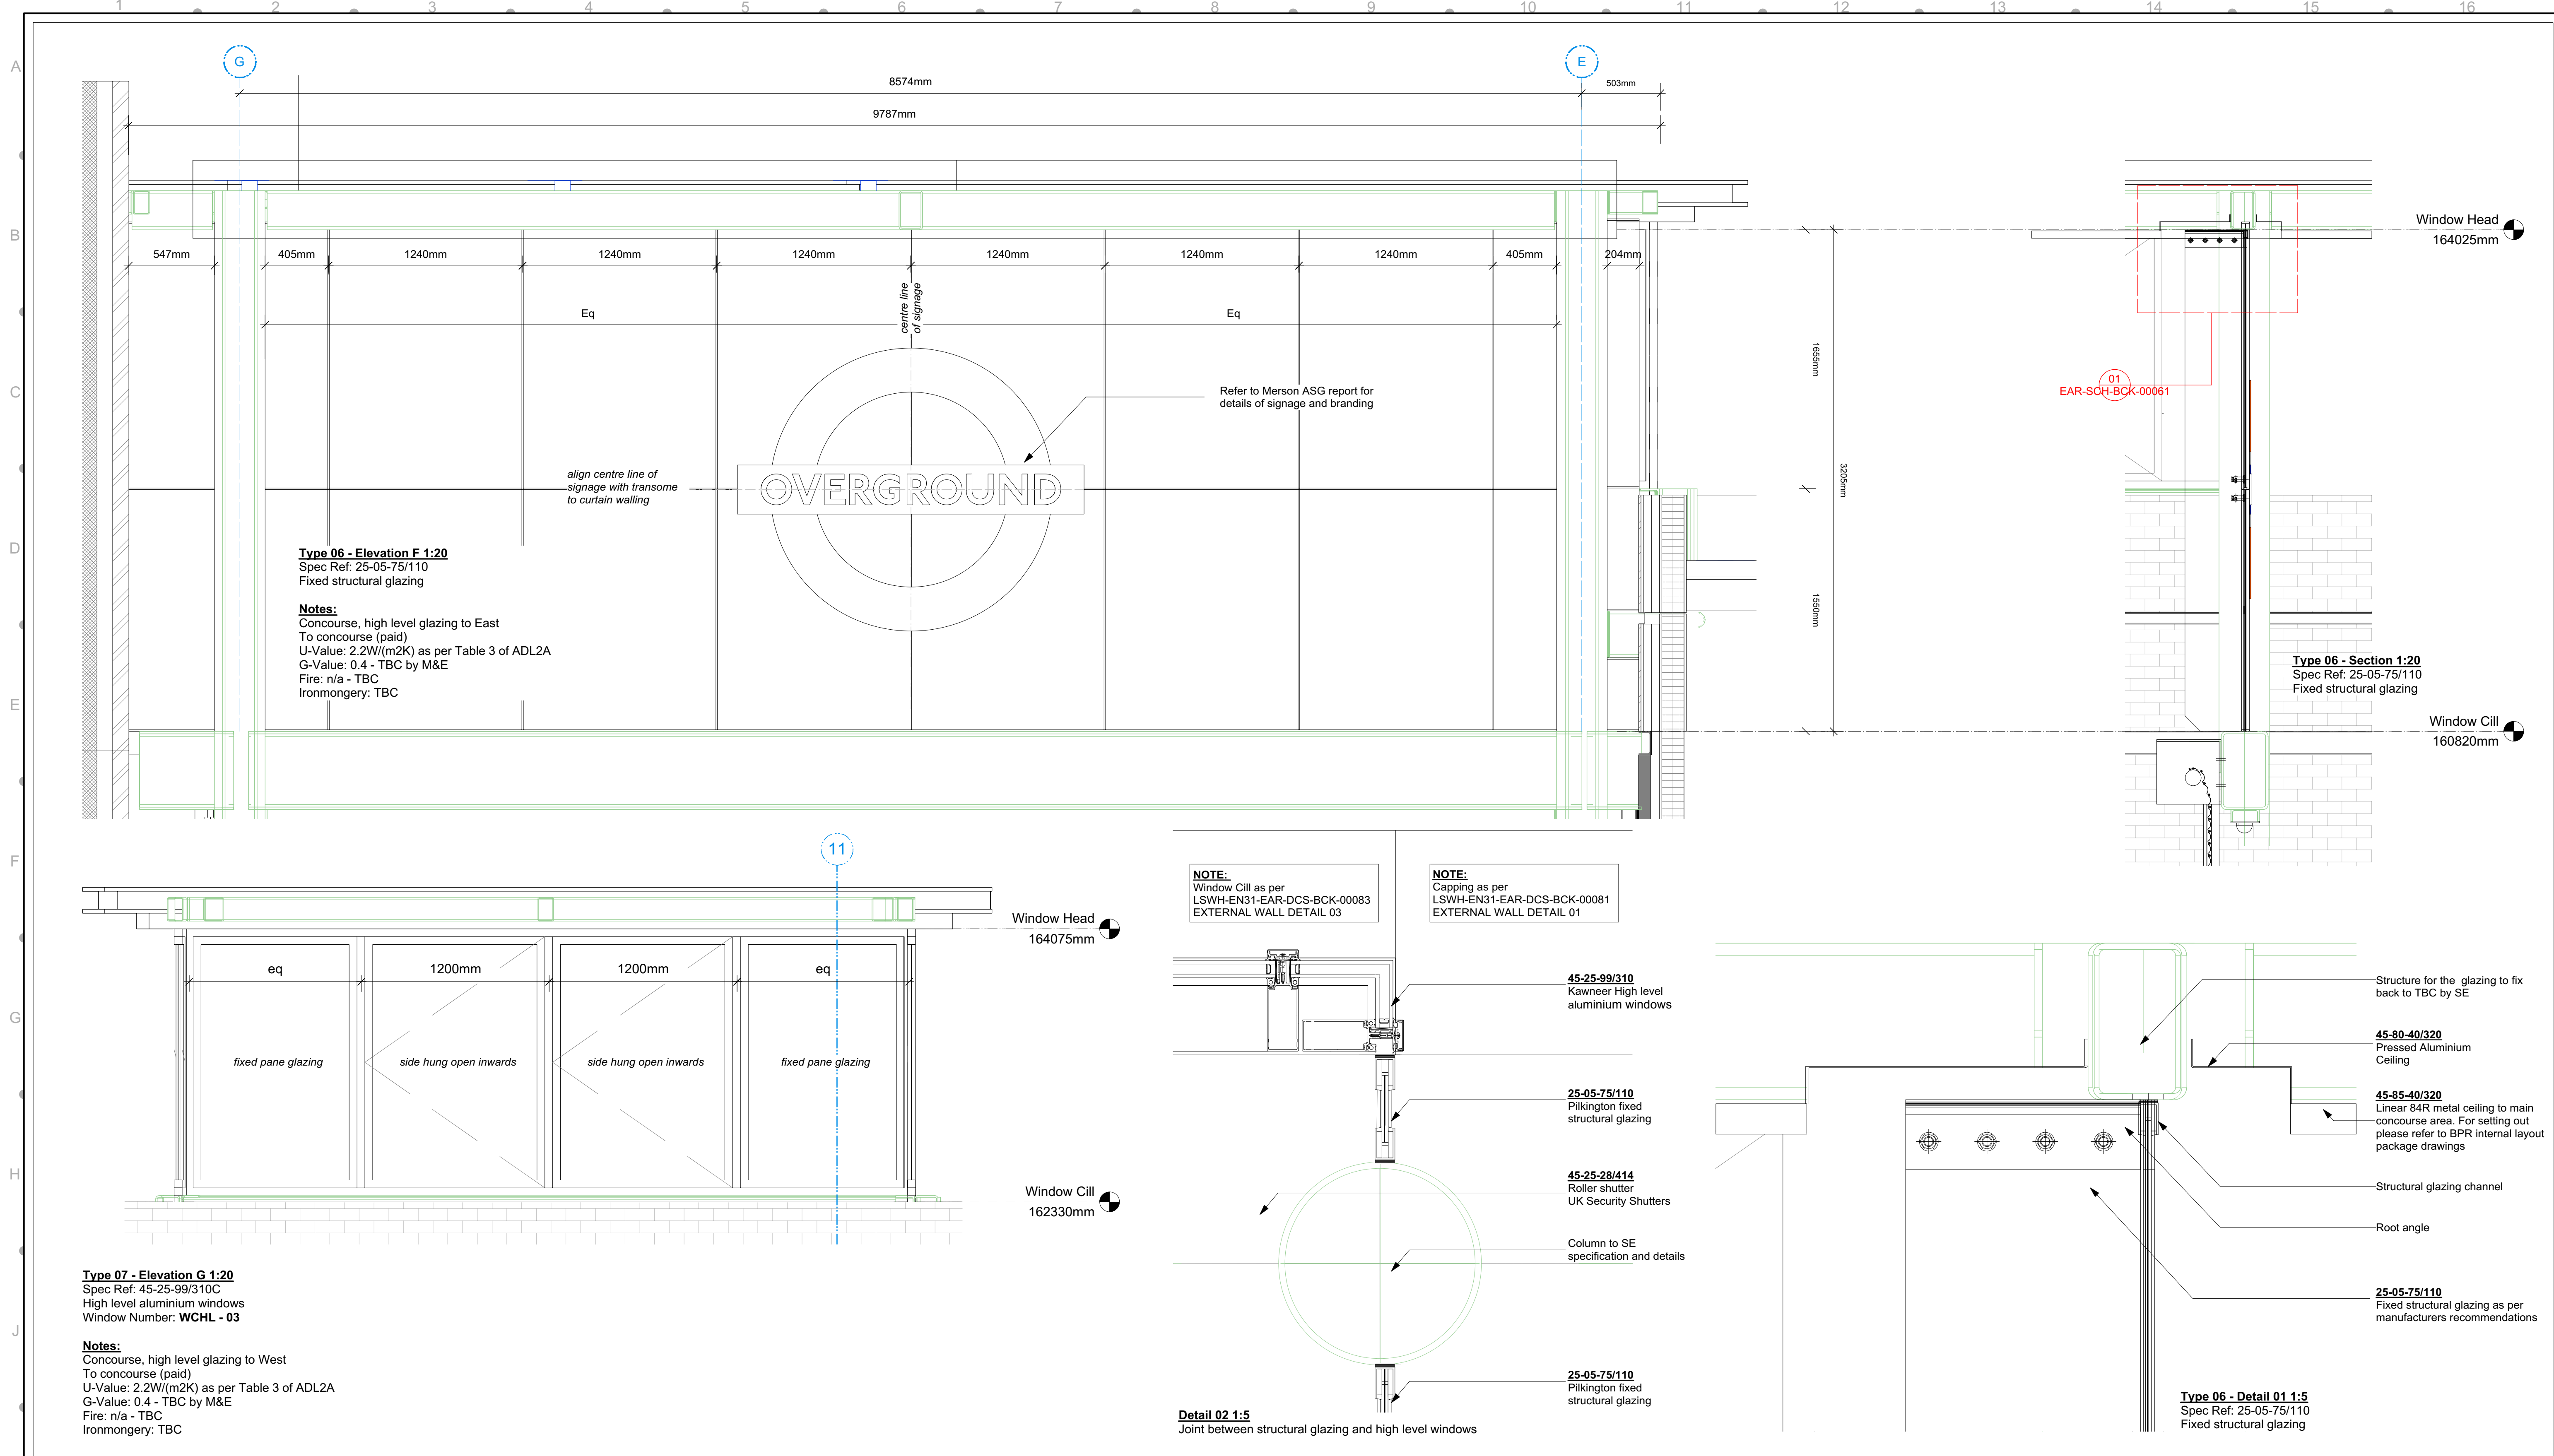 1 2 3 4 5 6 7 8 9 10 11 12 13 14 15 16
A
B
C
D
E
F
G
H
J
G
E
8574mm
503mm
9787mm
547mm
405mm
1240mm
1240mm
1240mm
1240mm
1240mm
1240mm
405mm
204mm
Eq
Eq
centre line
of signage
1655mm
3205mm
1550mm
Refer to Merson ASG report for
details of signage and branding
align centre line of
signage with transome
to curtain walling
OVERGROUND
Type 06 - Elevation F 1:20
Spec Ref: 25-05-75/110
Fixed structural glazing
Notes:
Concourse, high level glazing to East
To concourse (paid)
U-Value: 2.2W/(m2K) as per Table 3 of ADL2A
G-Value: 0.4 - TBC by M&E
Fire: n/a - TBC
Ironmongery: TBC
Window Head
164025mm
01
EAR-SCH-BCK-00061
Type 06 - Section 1:20
Spec Ref: 25-05-75/110
Fixed structural glazing
Window Cill
160820mm
11
Window Head
164075mm
eq
1200mm
1200mm
eq
fixed pane glazing
side hung open inwards
side hung open inwards
fixed pane glazing
Window Cill
162330mm
Type 07 - Elevation G 1:20
Spec Ref: 45-25-99/310C
High level aluminium windows
Window Number: WCHL - 03
Notes:
Concourse, high level glazing to West
To concourse (paid)
U-Value: 2.2W/(m2K) as per Table 3 of ADL2A
G-Value: 0.4 - TBC by M&E
Fire: n/a - TBC
Ironmongery: TBC
NOTE:
Window Cill as per
LSWH-EN31-EAR-DCS-BCK-00083
EXTERNAL WALL DETAIL 03
NOTE:
Capping as per
LSWH-EN31-EAR-DCS-BCK-00081
EXTERNAL WALL DETAIL 01
45-25-99/310
Kawneer High level
aluminium windows
25-05-75/110
Pilkington fixed
structural glazing
45-25-28/414
Roller shutter
UK Security Shutters
Column to SE
specification and details
25-05-75/110
Pilkington fixed
structural glazing
Detail 02 1:5
Joint between structural glazing and high level windows
Structure for the glazing to fix
back to TBC by SE
45-80-40/320
Pressed Aluminium
Ceiling
45-85-40/320
Linear 84R metal ceiling to main
concourse area. For setting out
please refer to BPR internal layout
package drawings
Structural glazing channel
Root angle
25-05-75/110
Fixed structural glazing as per
manufacturers recommendations
Type 06 - Detail 01 1:5
Spec Ref: 25-05-75/110
Fixed structural glazing